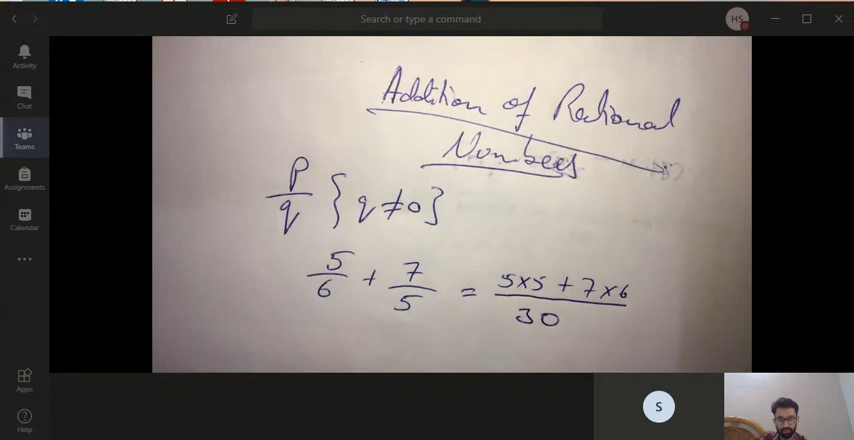 Search or type a command
HS
Activity
Chat
Teams
Assignments
Calendar
Apps
Help
Addition of Rational
Numbers
p/q {q≠0}
5/6 + 7/5 = 5×5 + 7×6/30
S